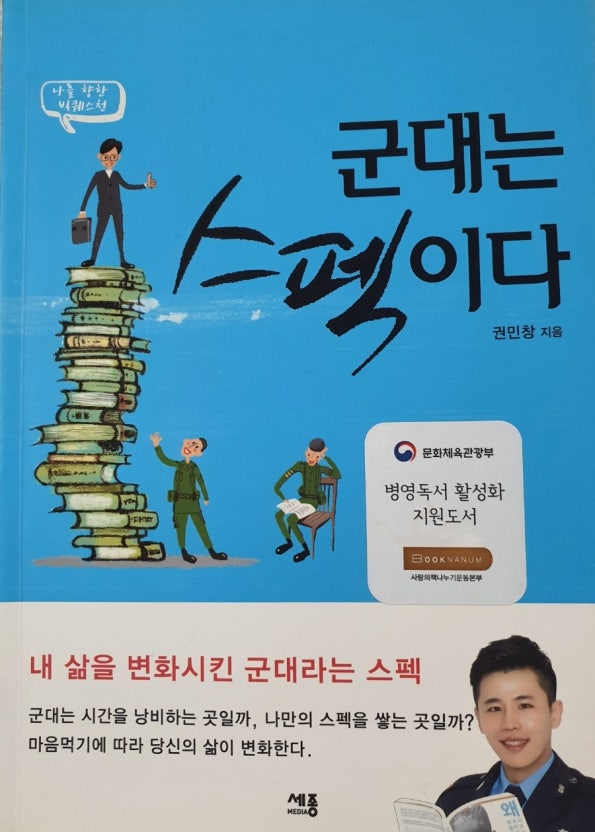 나를 향한
빅퀘스천
군대는
스펙이다
권민창 지음
문화체육관광부
병영독서 활성화
지원도서
BOOKNANUM
사랑의책나누기운동본부
내 삶을 변화시킨 군대라는 스펙
군대는 시간을 낭비하는 곳일까, 나만의 스펙을 쌓는 곳일까?
마음먹기에 따라 당신의 삶이 변화한다.
세종
MEDIA
왜